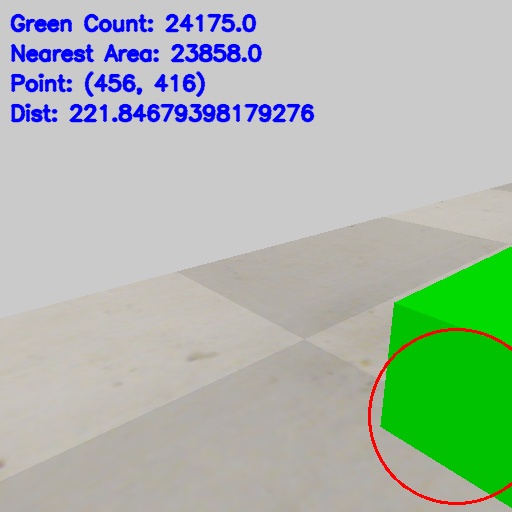 Green Count: 24175.0
Nearest Area: 23858.0
Point: (456, 416)
Dist: 221.84679398179276